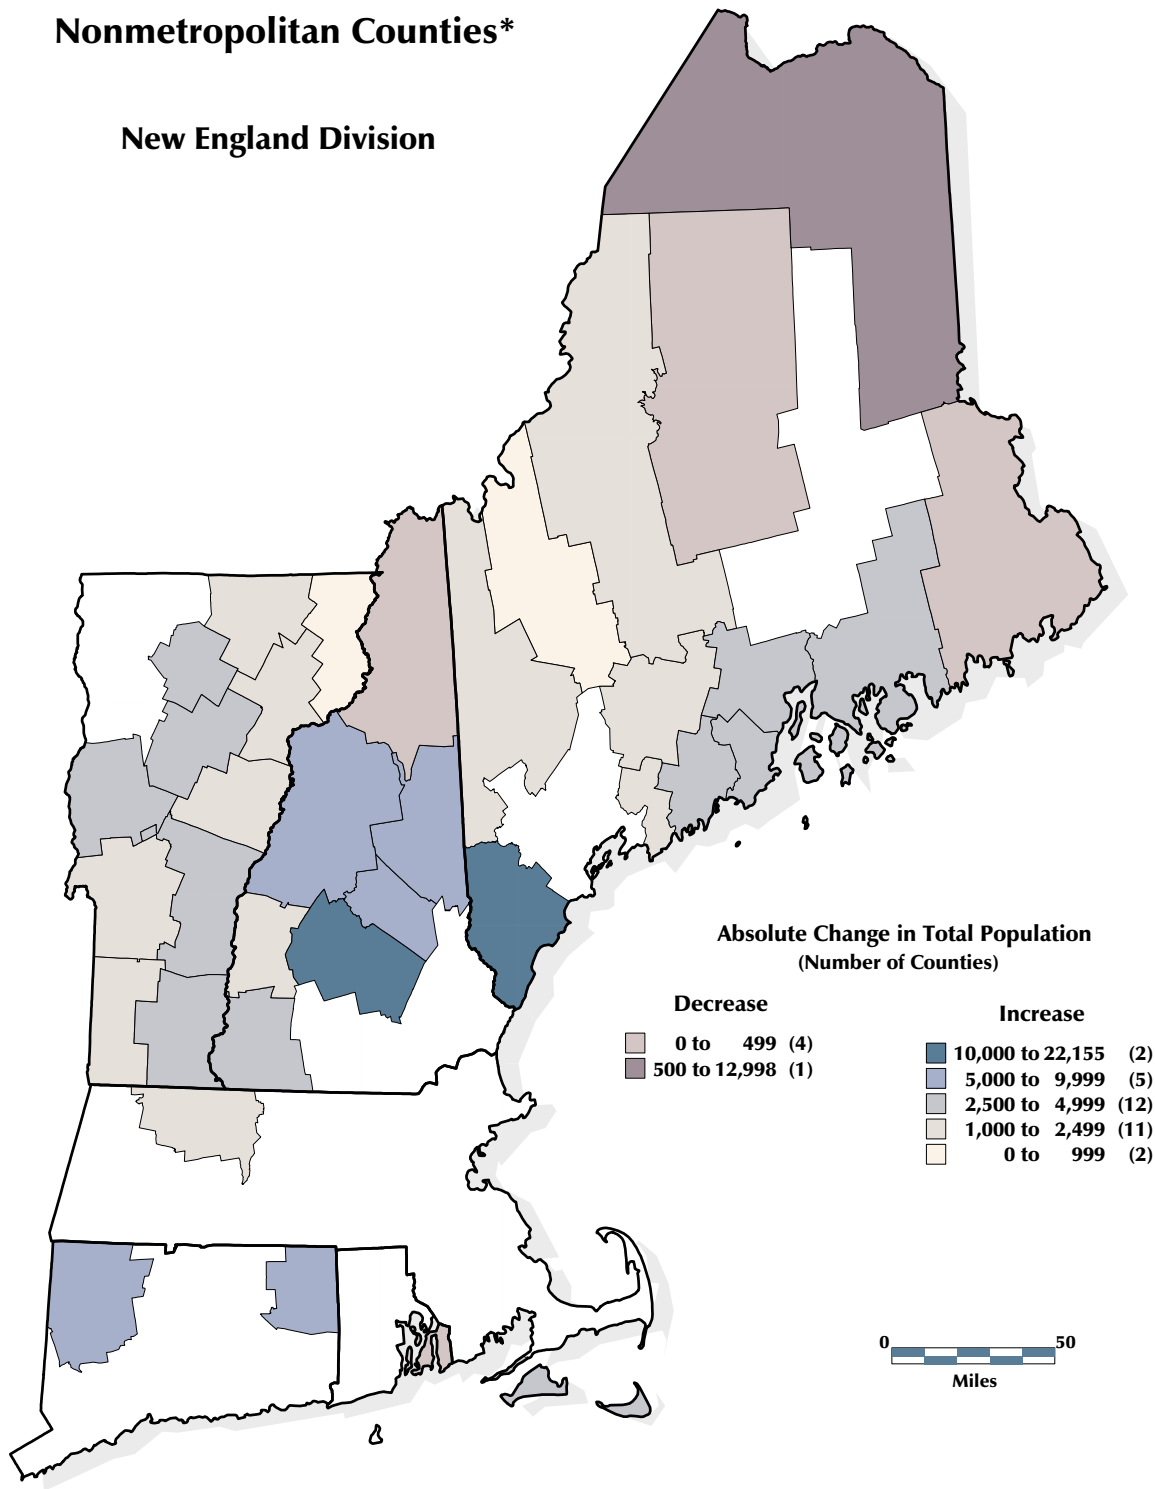 Nonmetropolitan Counties*
New England Division
Absolute Change in Total Population
(Number of Counties)
Decrease
0 to 499 (4)
500 to 12,998 (1)
Increase
10,000 to 22,155 (2)
5,000 to 9,999 (5)
2,500 to 4,999 (12)
1,000 to 2,499 (11)
0 to 999 (2)
0 50
Miles